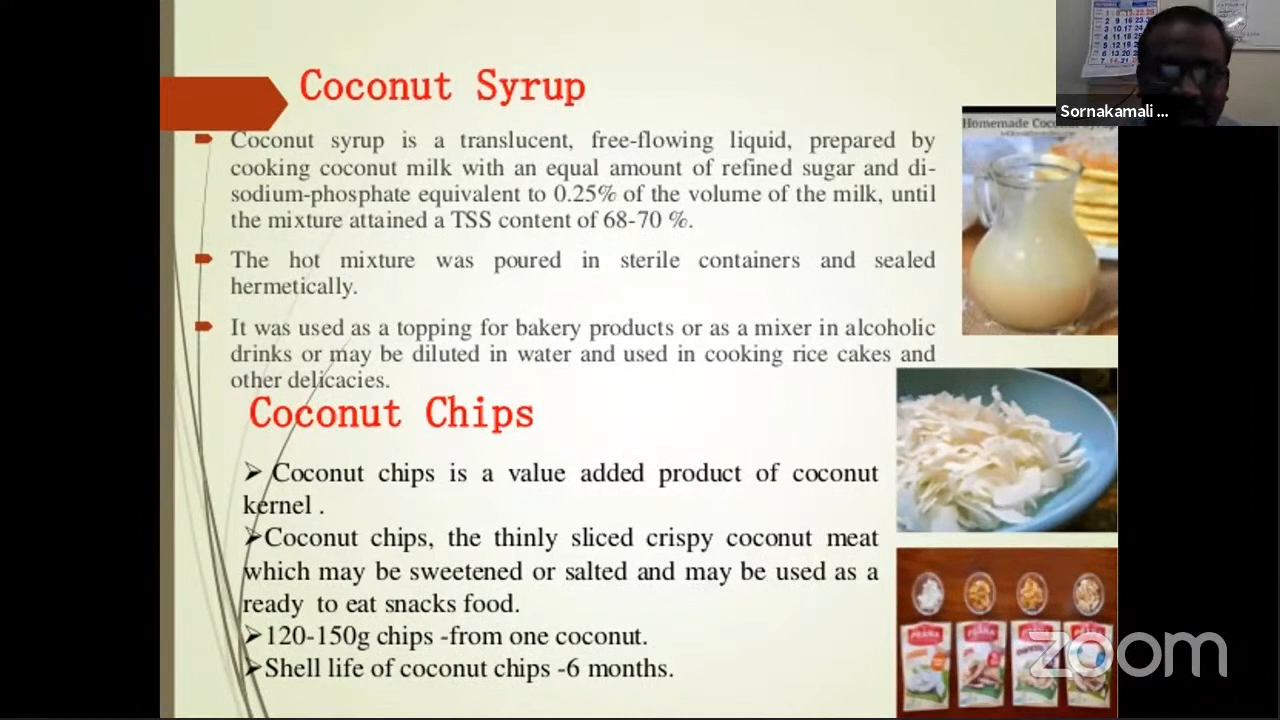 Coconut Syrup
Sornakamali ...
Homemade Coconut Syrup
Coconut syrup is a translucent, free-flowing liquid, prepared by
cooking coconut milk with an equal amount of refined sugar and di-
sodium-phosphate equivalent to 0.25% of the volume of the milk, until
the mixture attained a TSS content of 68-70 %.
The hot mixture was poured in sterile containers and sealed
hermetically.
It was used as a topping for bakery products or as a mixer in alcoholic
drinks or may be diluted in water and used in cooking rice cakes and
other delicacies.
Coconut Chips
➢ Coconut chips is a value added product of coconut
kernel .
➢Coconut chips, the thinly sliced crispy coconut meat
which may be sweetened or salted and may be used as a
ready to eat snacks food.
➢120-150g chips -from one coconut.
➢Shell life of coconut chips -6 months.
zoom